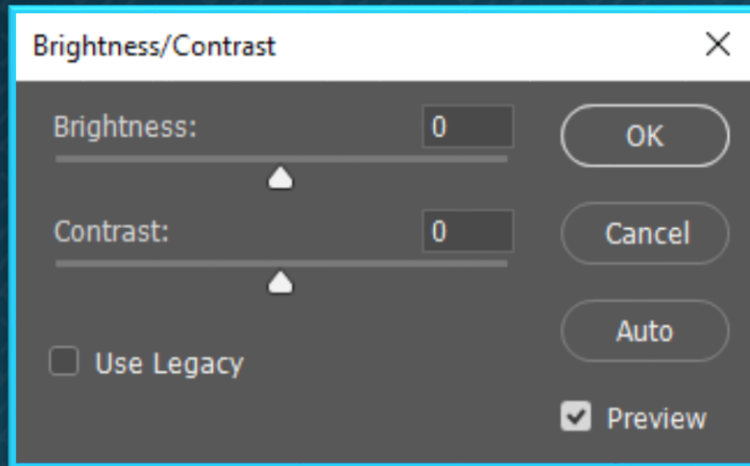 Brightness/Contrast
Brightness: 0
OK
Contrast: 0
Cancel
Auto
Use Legacy
Preview